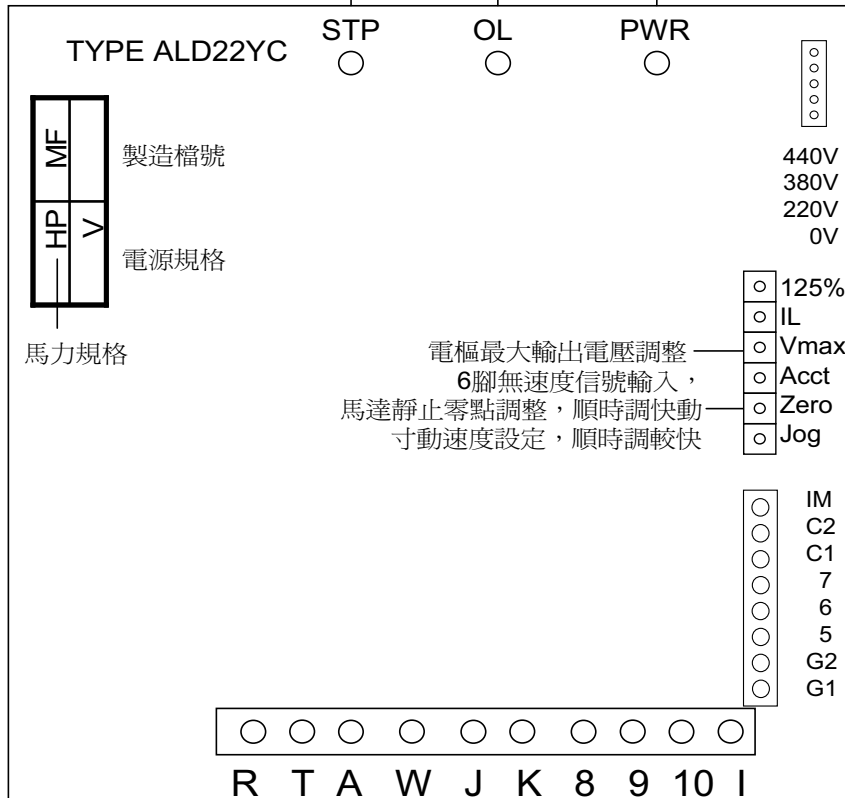 STP OL PWR
TYPE ALD22YC
MF
製造檔號
HP V
電源規格
馬力規格
440V
380V
220V
0V
125%
IL
電樞最大輸出電壓調整 Vmax
6腳無速度信號輸入， Acct
馬達靜止零點調整，順時調快動 Zero
寸動速度設定，順時調較快 Jog
IM
C2
C1
7
6
5
G2
G1
R T A W J K 8 9 10 I